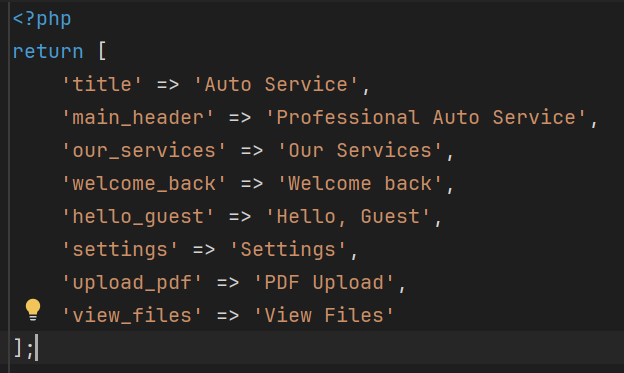 <?php
return [
    'title' => 'Auto Service',
    'main_header' => 'Professional Auto Service',
    'our_services' => 'Our Services',
    'welcome_back' => 'Welcome back',
    'hello_guest' => 'Hello, Guest',
    'settings' => 'Settings',
    'upload_pdf' => 'PDF Upload',
    'view_files' => 'View Files'
];